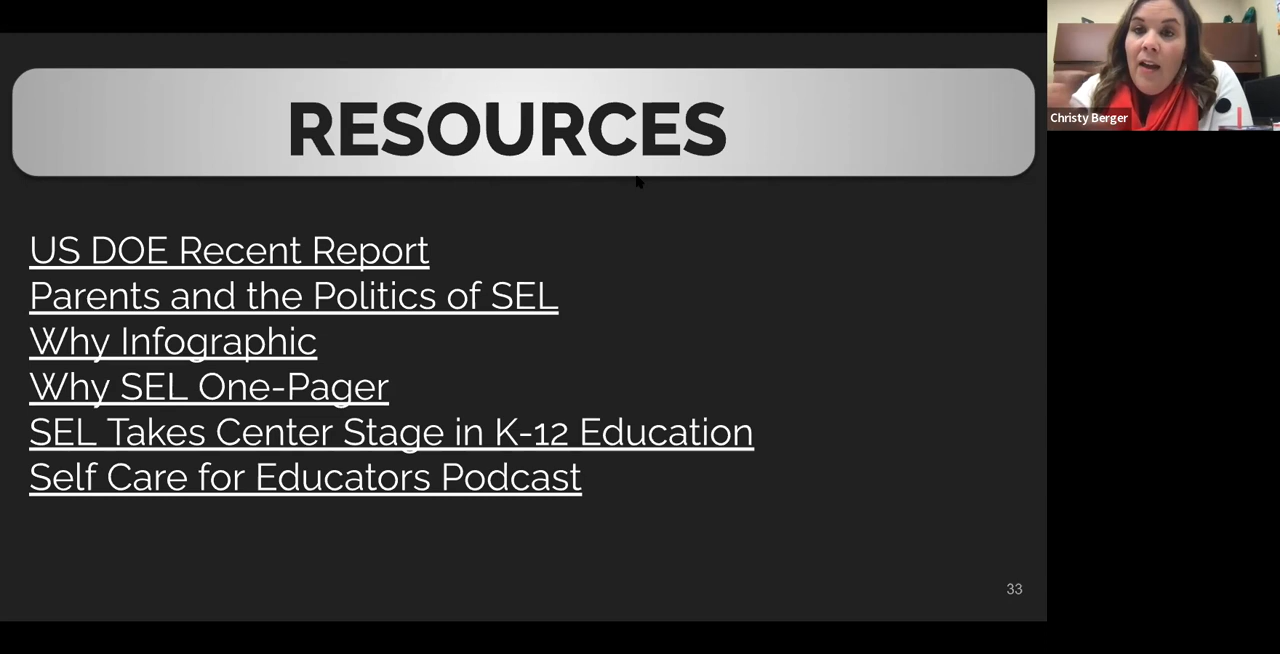 RESOURCES
Christy Berger
US DOE Recent Report
Parents and the Politics of SEL
Why Infographic
Why SEL One-Pager
SEL Takes Center Stage in K-12 Education
Self Care for Educators Podcast
33